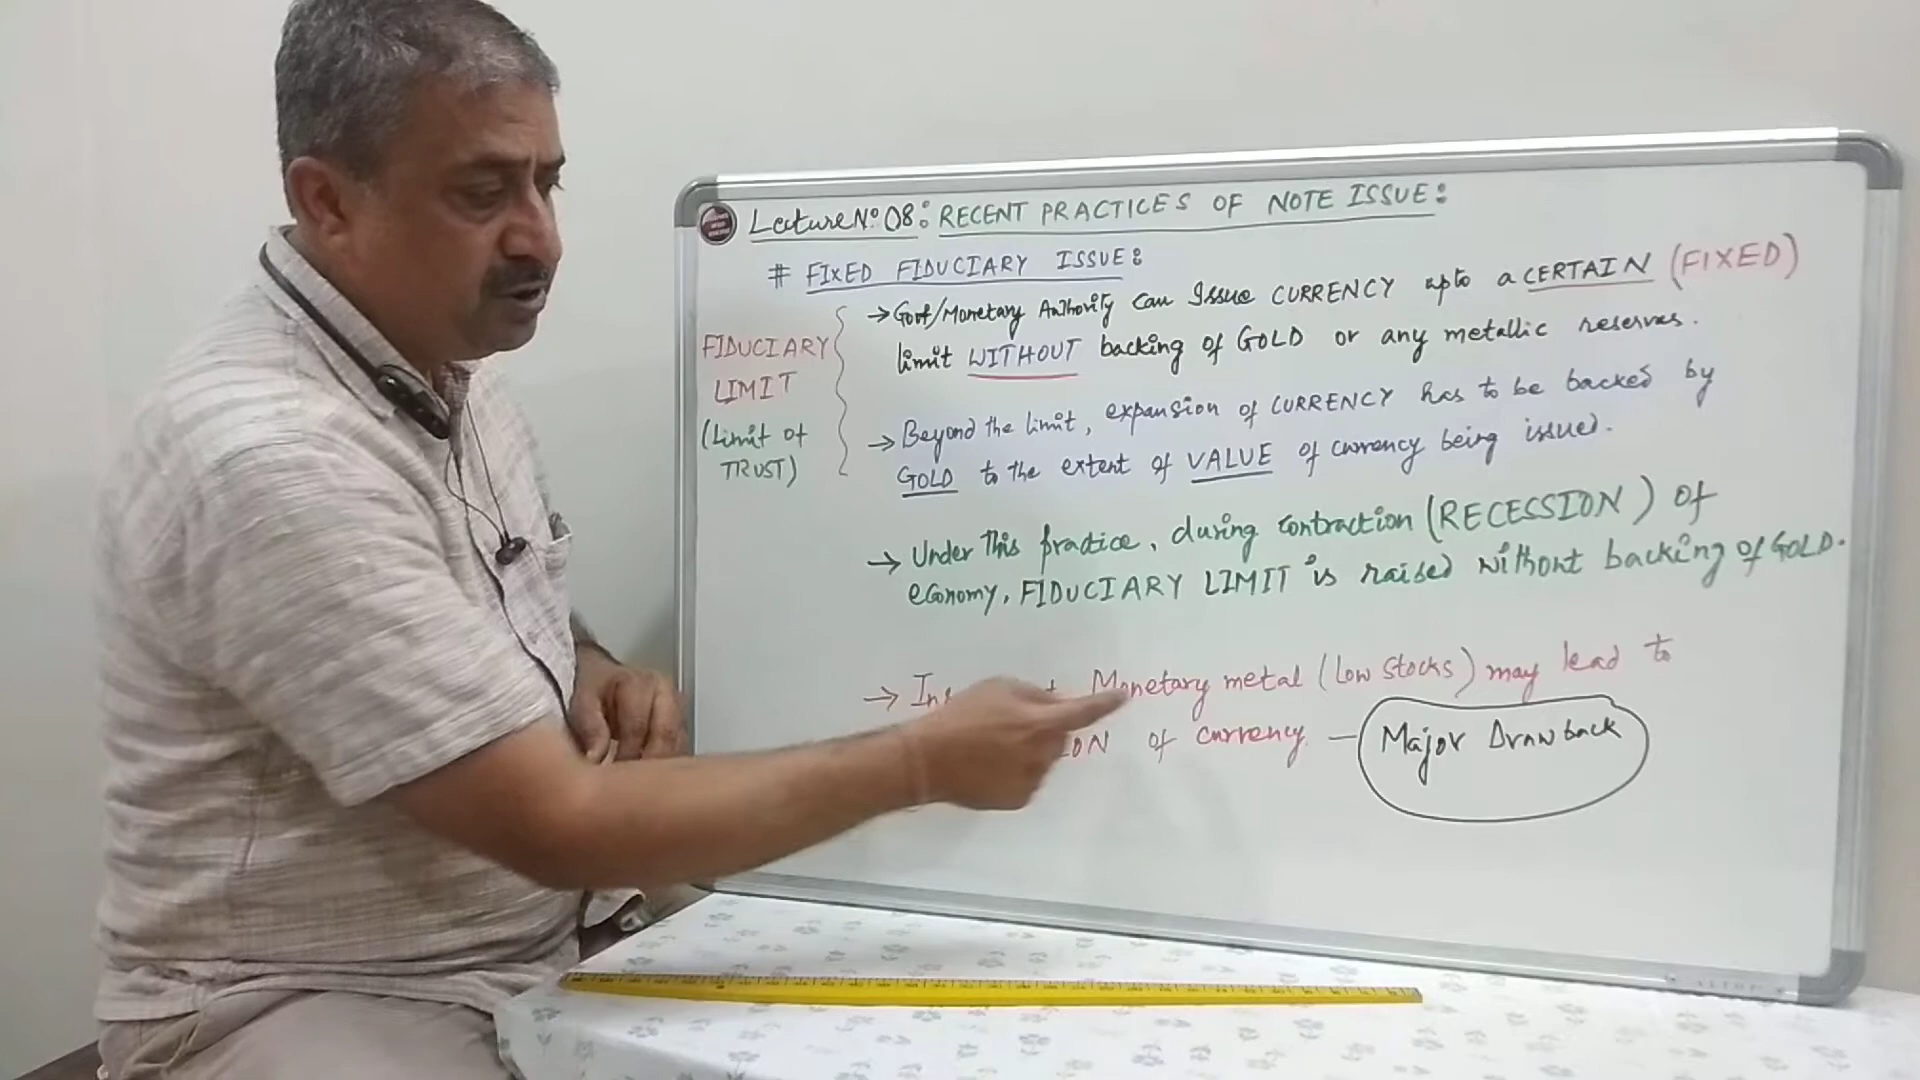 Lecture No. 08: RECENT PRACTICES OF NOTE ISSUE:
# FIXED FIDUCIARY ISSUE:
FIDUCIARY
LIMIT
(Limit of
TRUST)
→ Govt/Monetary Authority can Issue CURRENCY upto a CERTAIN (FIXED)
limit WITHOUT backing of GOLD or any metallic reserves.
→ Beyond the limit, expansion of CURRENCY has to be backed by
GOLD to the extent of VALUE of currency being issued.
→ Under this practice, during contraction (RECESSION) of
economy, FIDUCIARY LIMIT is raised without backing of GOLD.
→ Monetary metal (low stocks) may lead to
of currency — Major Drawback